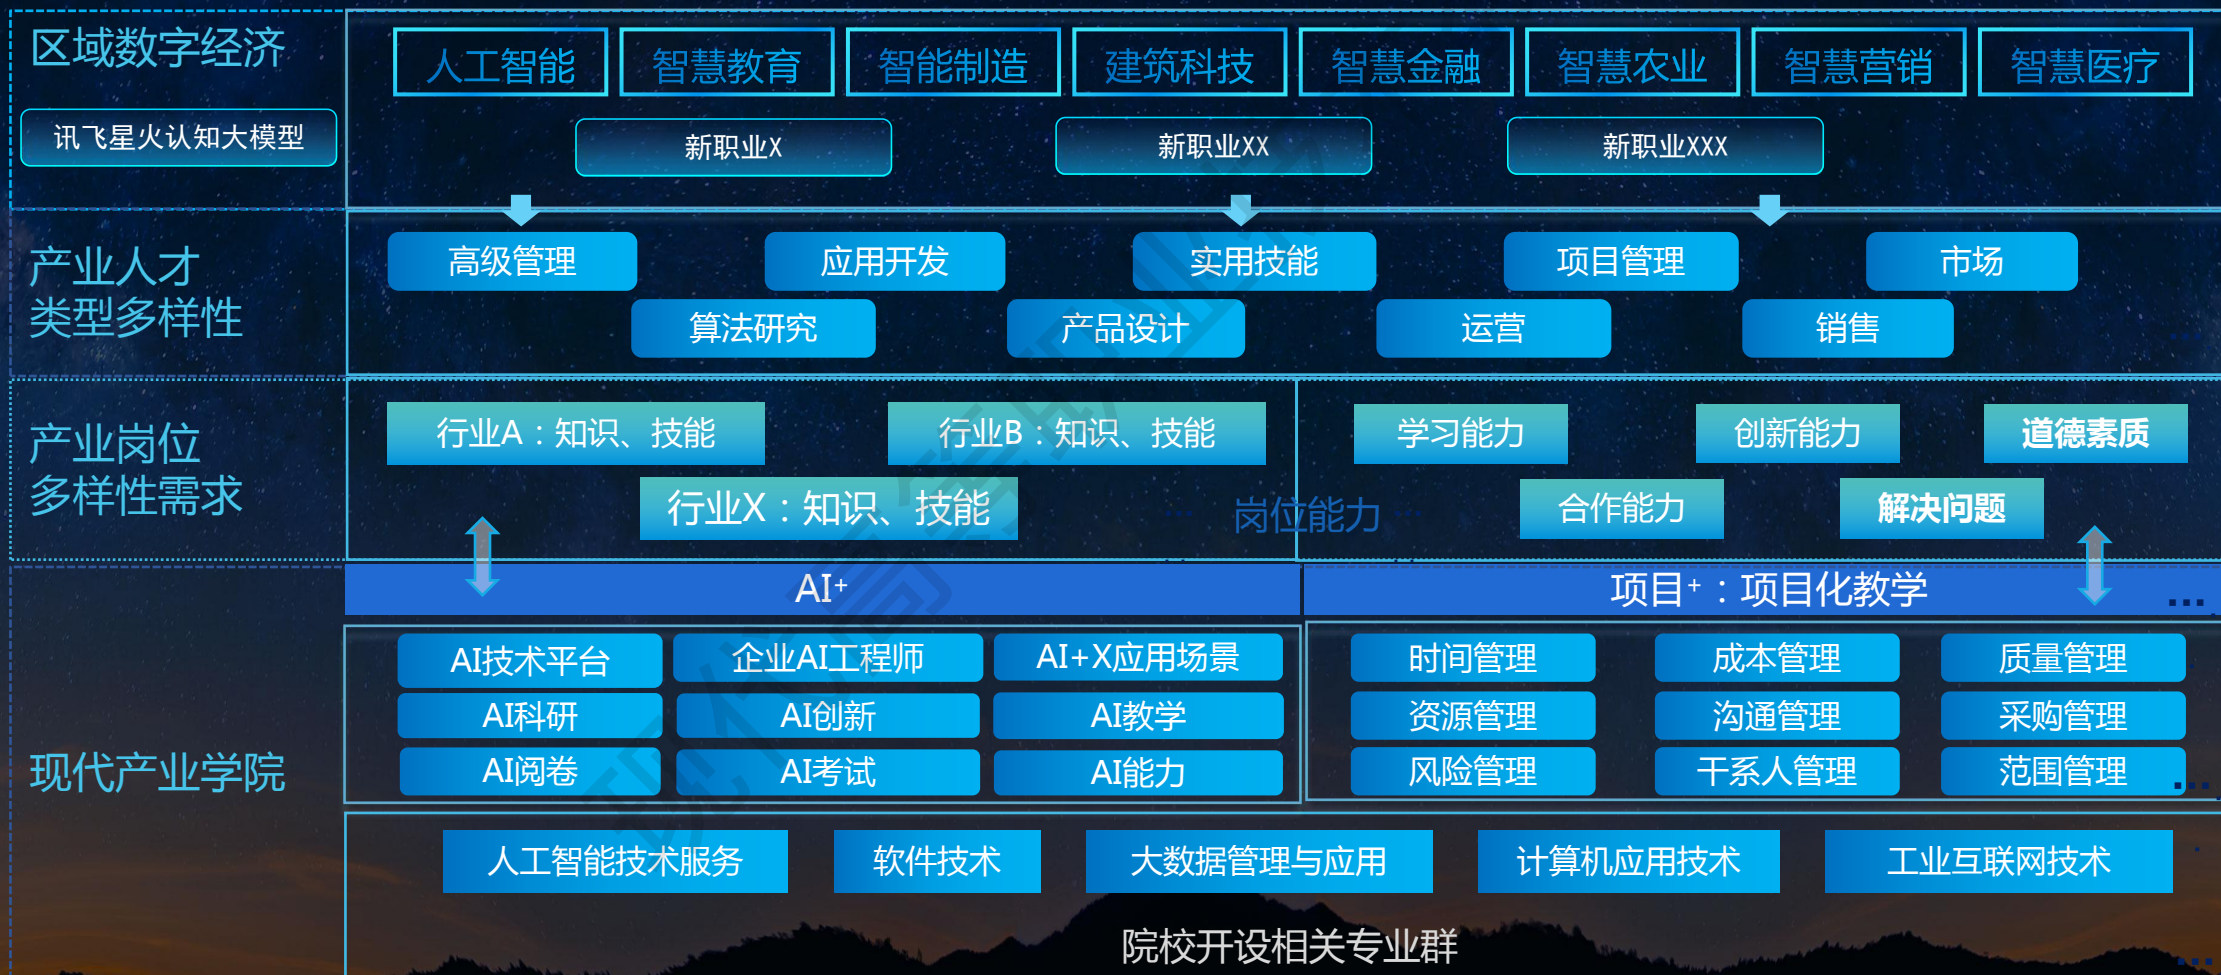 区域数字经济
人工智能 智慧教育 智能制造 建筑科技 智慧金融 智慧农业 智慧营销 智慧医疗
讯飞星火认知大模型
新职业X 新职业XX 新职业XXX
产业人才
类型多样性
高级管理 应用开发 实用技能 项目管理 市场
算法研究 产品设计 运营 销售 ...
产业岗位
多样性需求
行业A：知识、技能 行业B：知识、技能
行业X：知识、技能 ...
岗位能力 ...
学习能力 创新能力 道德素质
合作能力 解决问题
现代产业学院
AI+
项目+：项目化教学 ...
AI技术平台 企业AI工程师 AI+X应用场景
AI科研 AI创新 AI教学
AI阅卷 AI考试 AI能力
时间管理 成本管理 质量管理
资源管理 沟通管理 采购管理
风险管理 干系人管理 范围管理 ...
人工智能技术服务 软件技术 大数据管理与应用 计算机应用技术 工业互联网技术
院校开设相关专业群 ...
现代高等职业